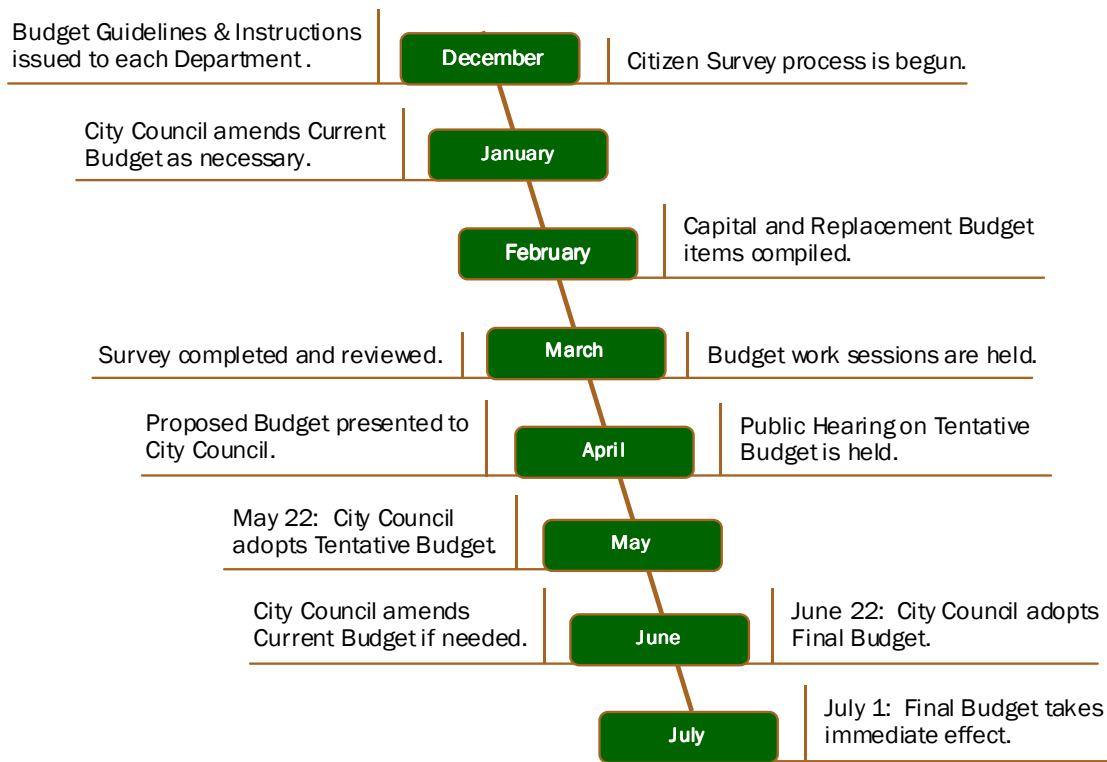 Budget Guidelines & Instructions
issued to each Department.
December
Citizen Survey process is begun.
City Council amends Current
Budget as necessary.
January
February
Capital and Replacement Budget
items compiled.
Survey completed and reviewed.
March
Budget work sessions are held.
Proposed Budget presented to
City Council.
April
Public Hearing on Tentative
Budget is held.
May 22: City Council
adopts Tentative Budget.
May
City Council amends
Current Budget if needed.
June
June 22: City Council adopts
Final Budget.
July
July 1: Final Budget takes
immediate effect.